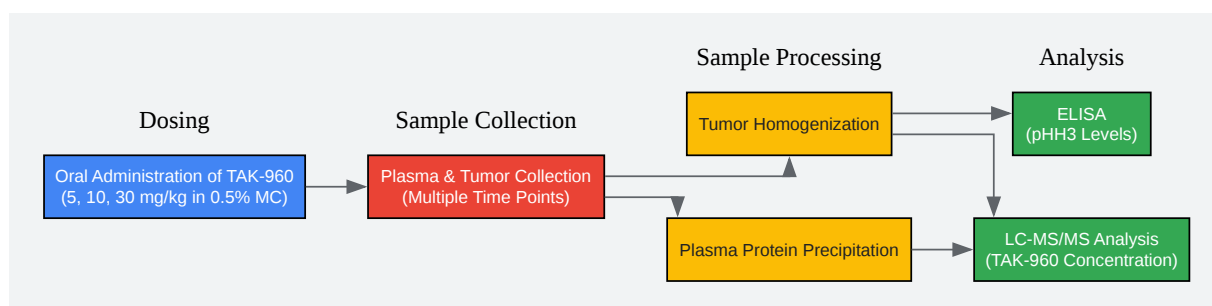 Dosing
Oral Administration of TAK-960
(5, 10, 30 mg/kg in 0.5% MC)
Sample Collection
Plasma & Tumor Collection
(Multiple Time Points)
Sample Processing
Tumor Homogenization
Plasma Protein Precipitation
Analysis
ELISA
(pHH3 Levels)
LC-MS/MS Analysis
(TAK-960 Concentration)